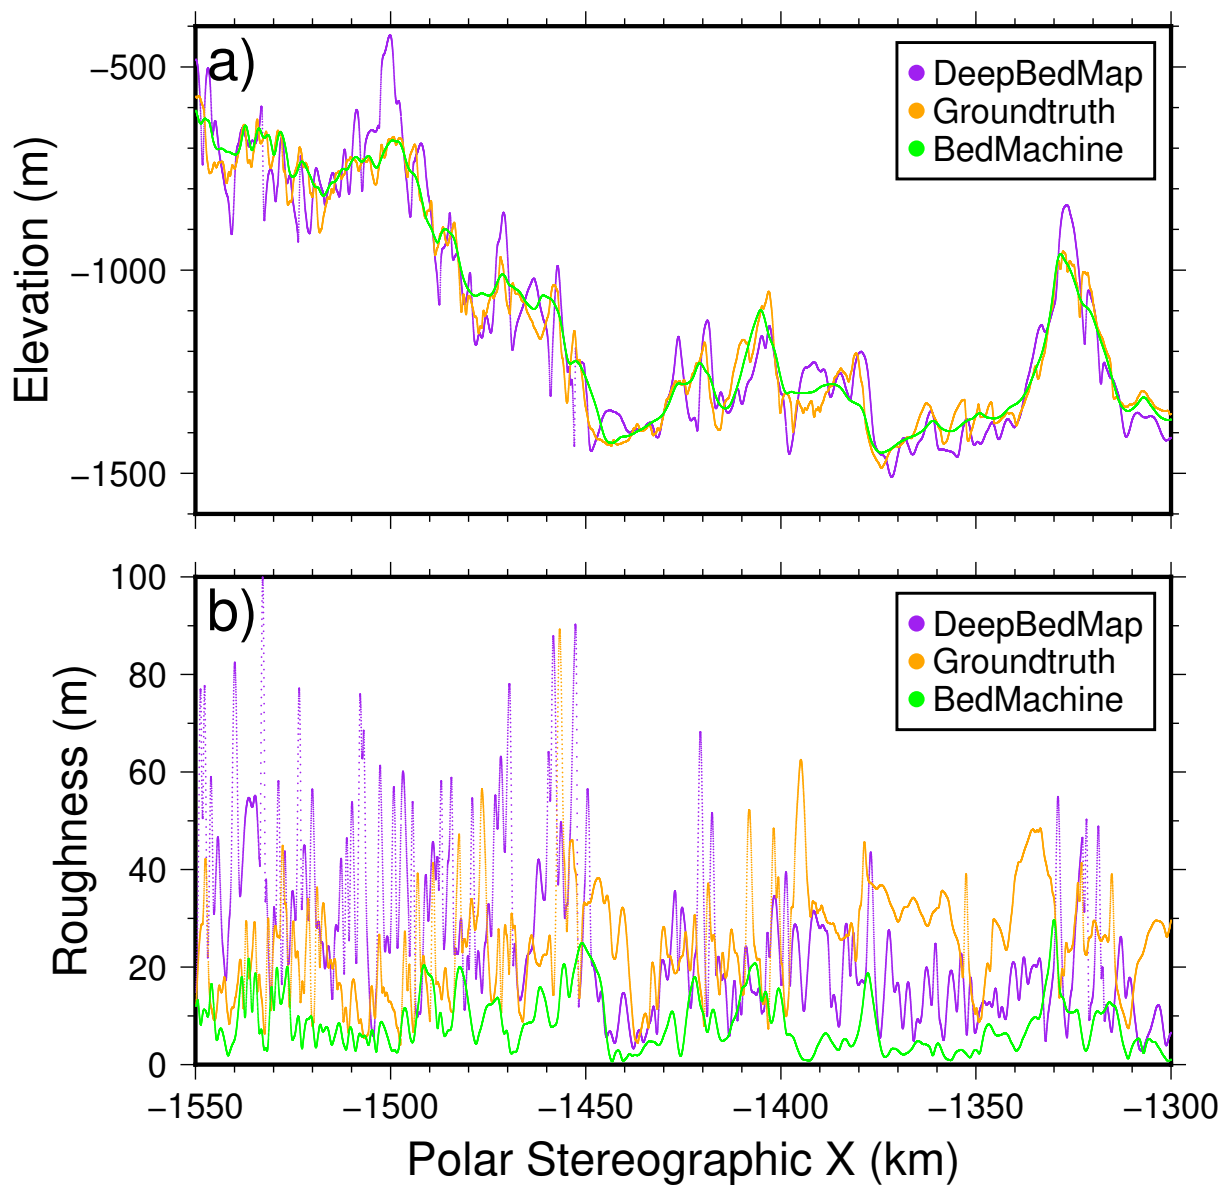 a)
DeepBedMap
Groundtruth
BedMachine
−500
−1000
−1500
Elevation (m)
b)
DeepBedMap
Groundtruth
BedMachine
100
80
60
40
20
0
Roughness (m)
−1550 −1500 −1450 −1400 −1350 −1300
Polar Stereographic X (km)